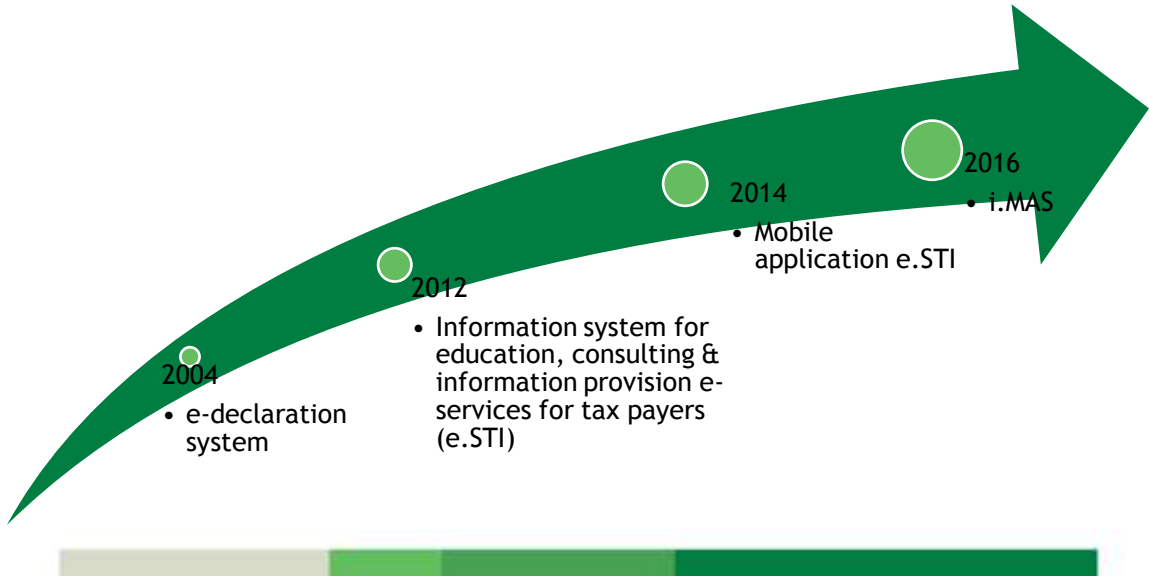 2004
• e-declaration
system
2012
• Information system for
education, consulting &
information provision e-
services for tax payers
(e.STI)
2014
• Mobile
application e.STI
2016
• i.MAS